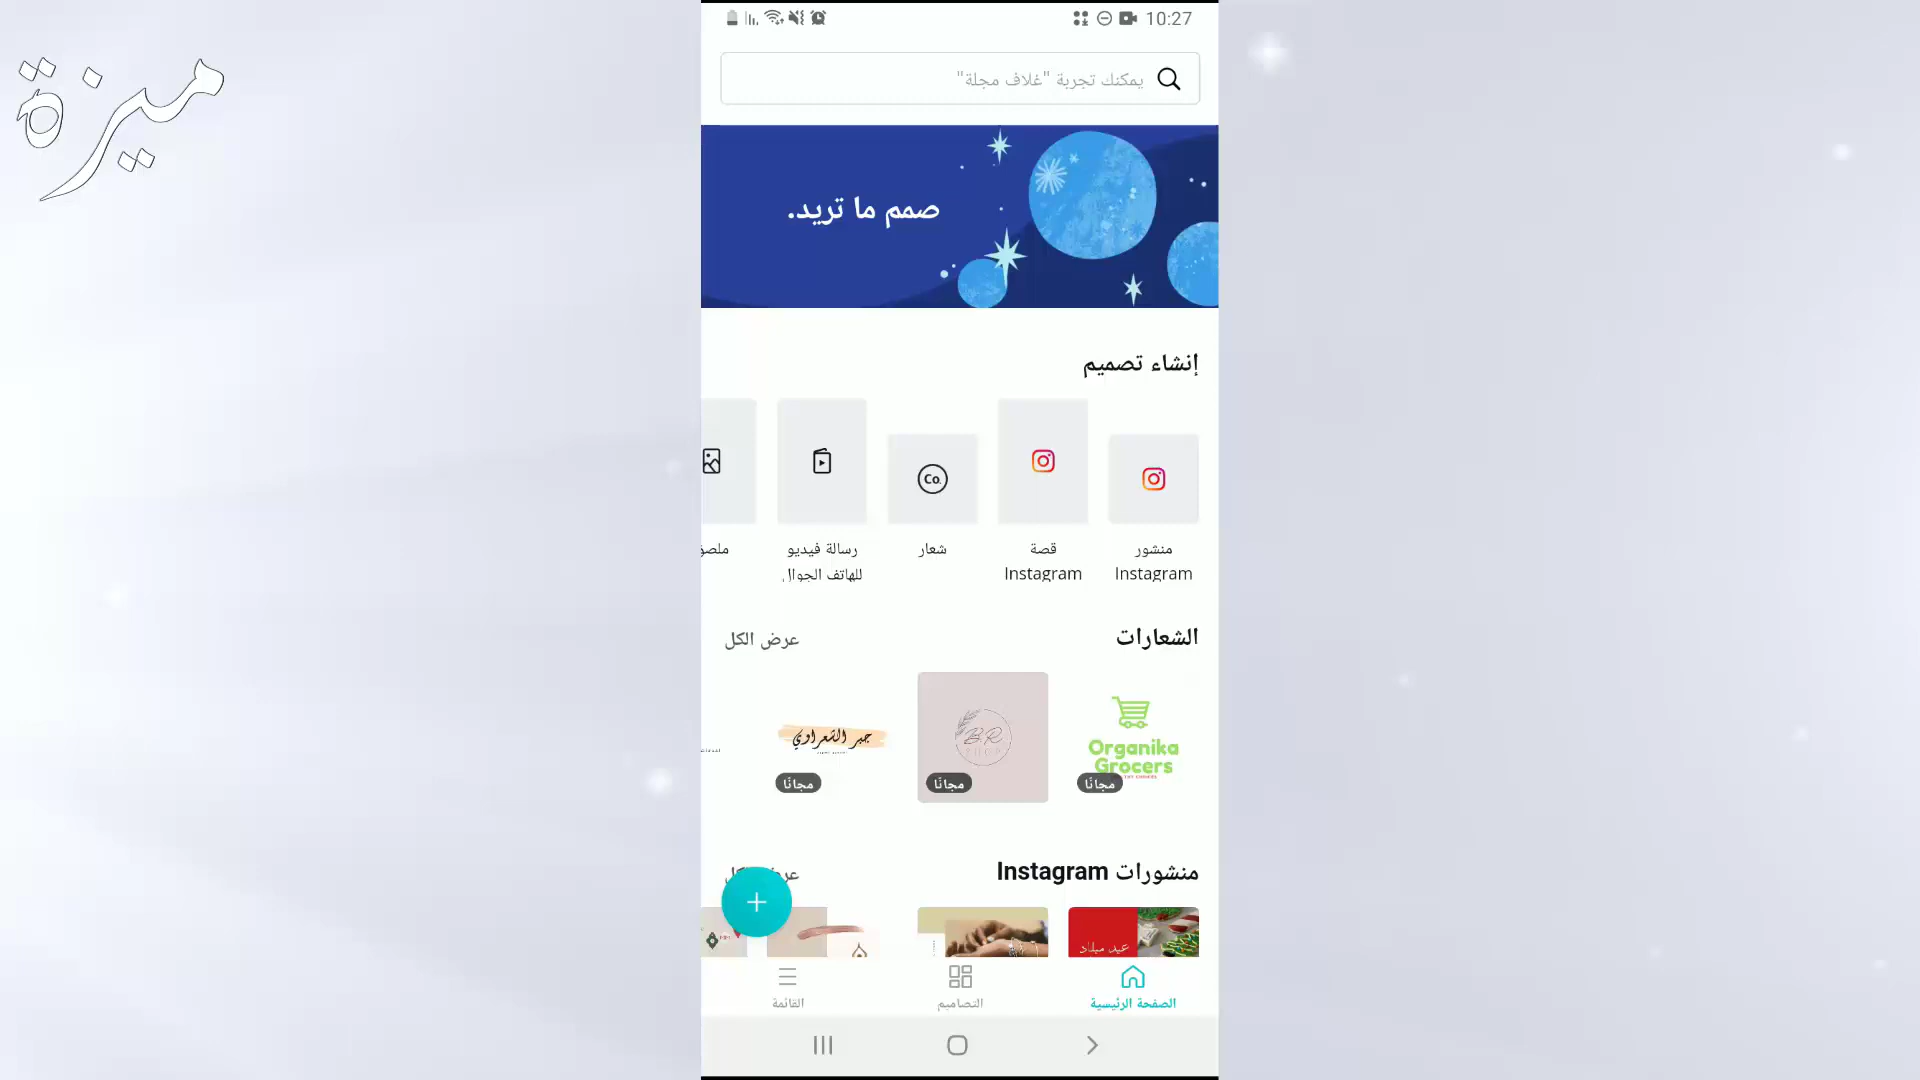 ميزة
10:27
يمكنك تجربة "غلاف مجلة"
صمم ما تريد.
إنشاء تصميم
منشور Instagram
قصة Instagram
شعار
Co.
رسالة فيديو للهاتف الجوال
الشعارات
عرض الكل
Organika
Grocers
مجانًا
B.R
مجانًا
جبر الشعراوي
مجانًا
منشورات Instagram
عيد ميلاد
الصفحة الرئيسية
التصاميم
القائمة